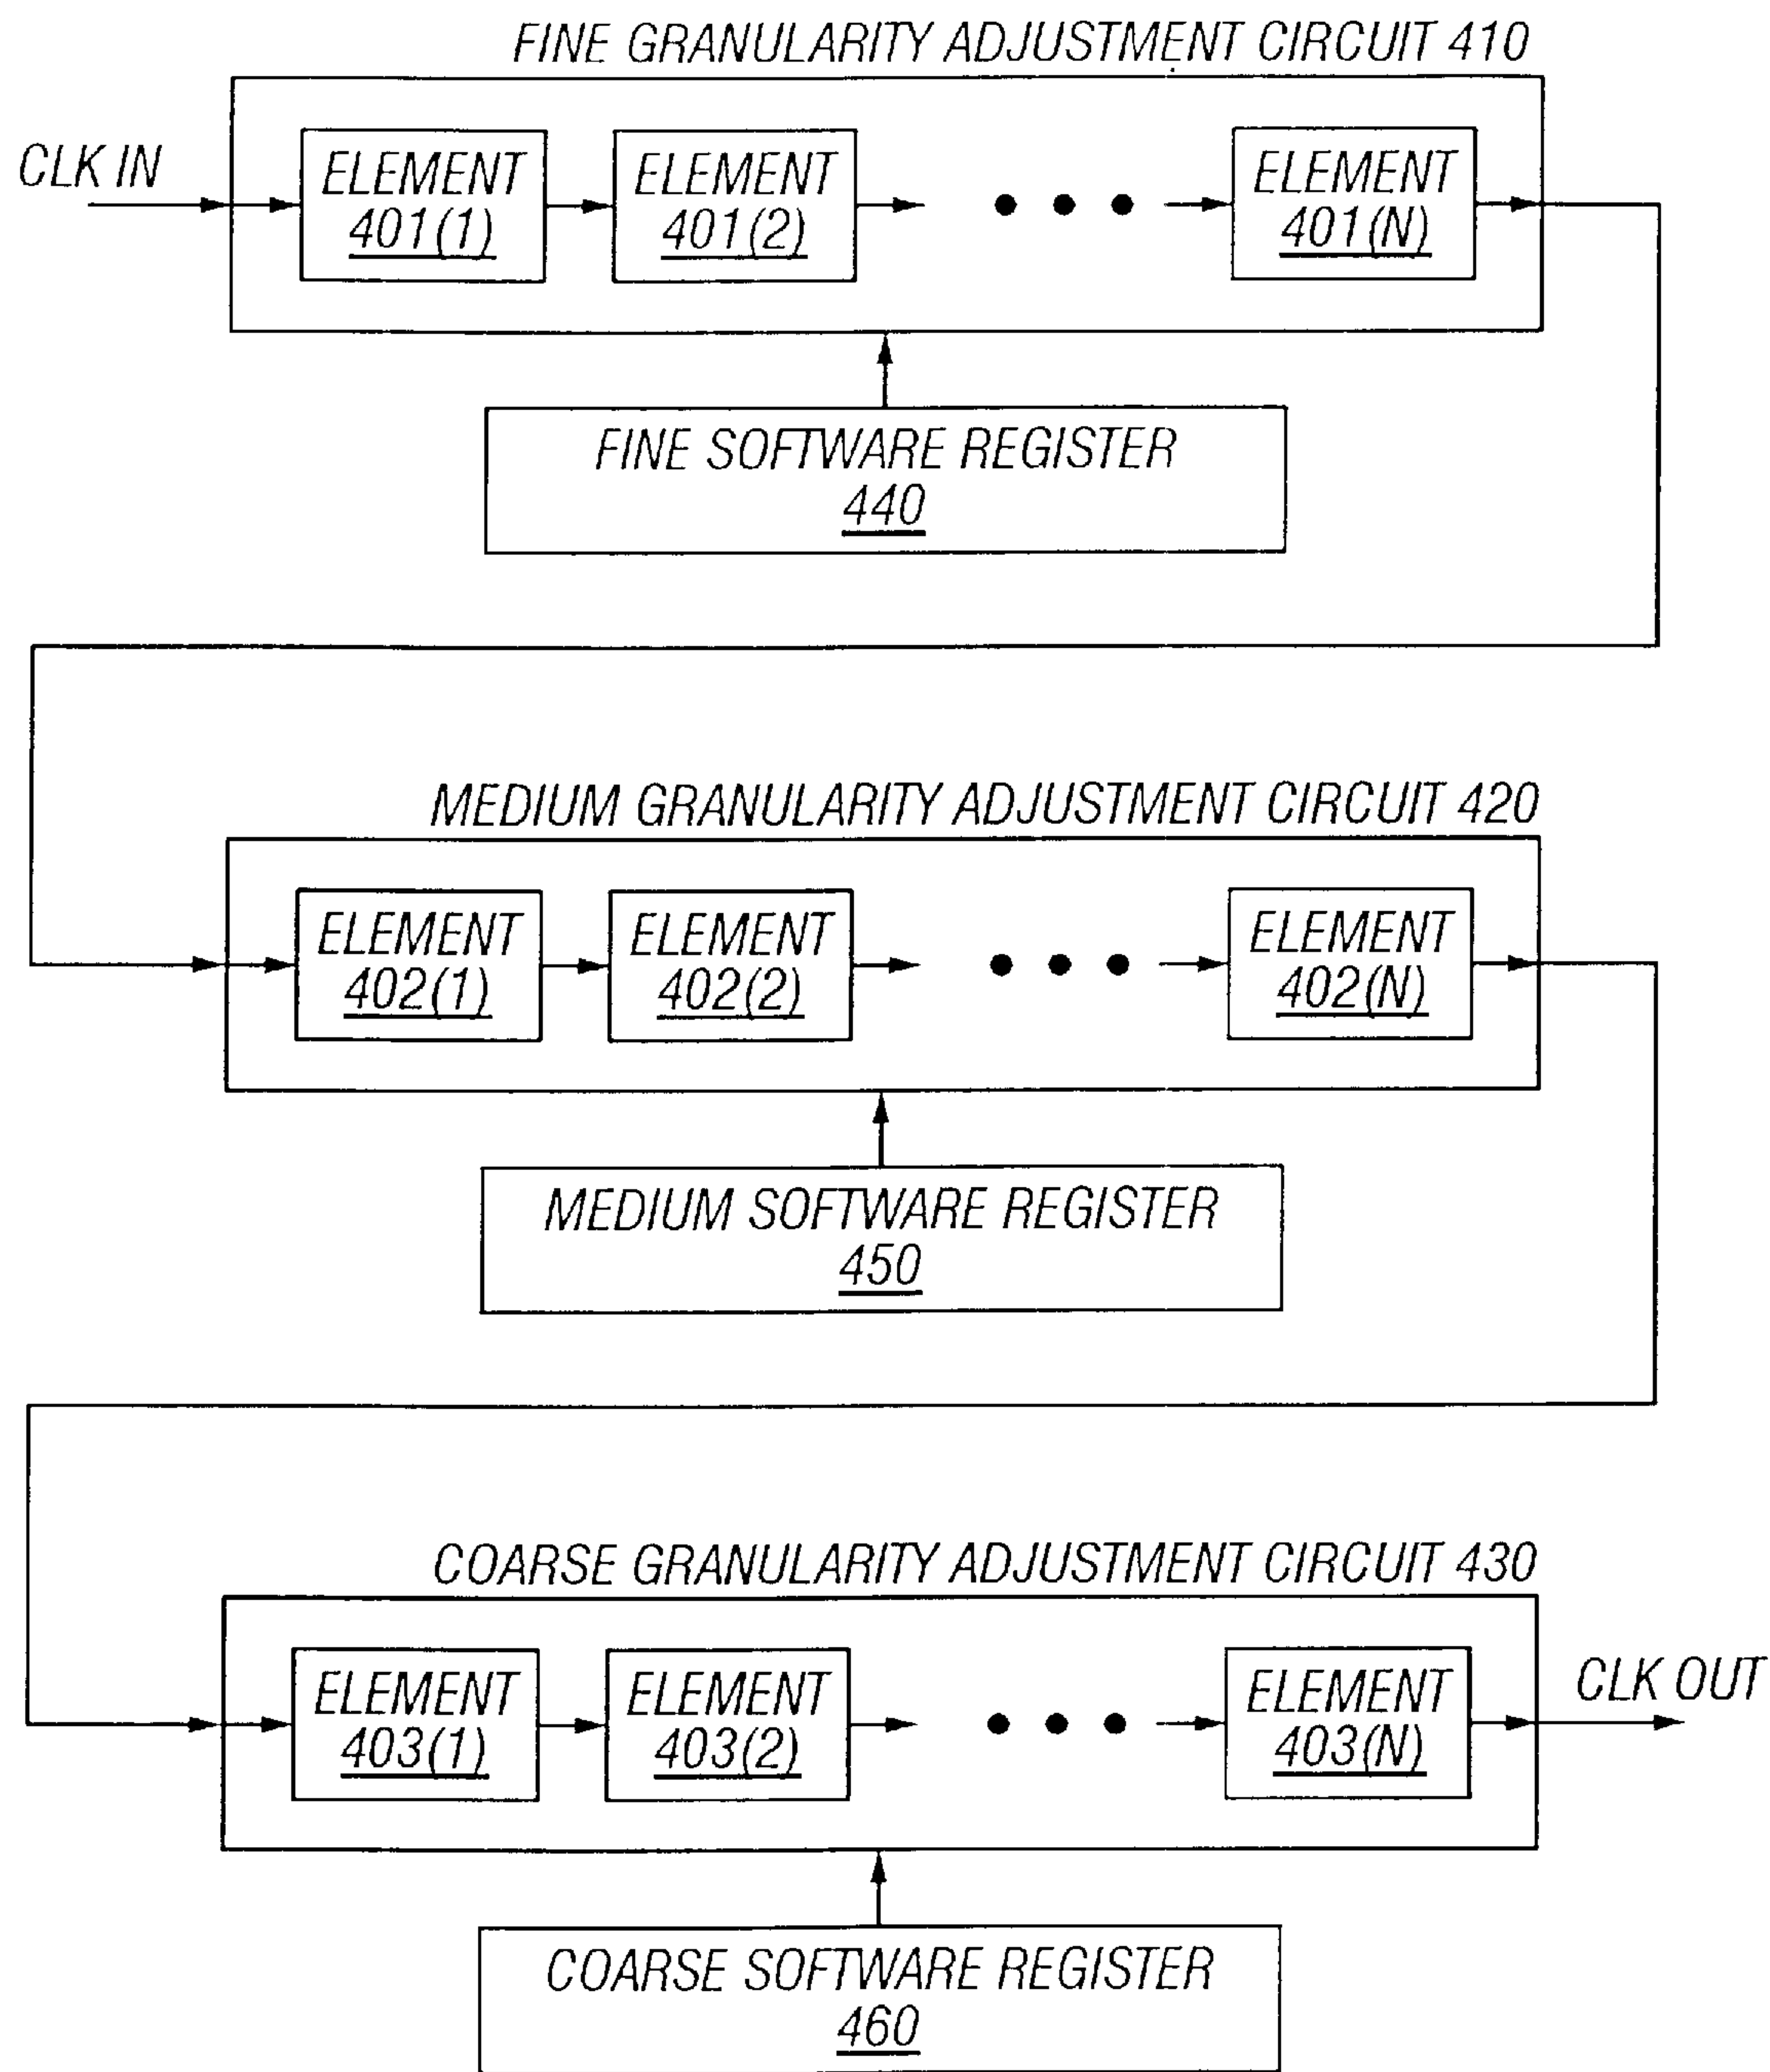 FINE GRANULARITY ADJUSTMENT CIRCUIT 410
CLK IN
ELEMENT
401(1)
ELEMENT
401(2)
ELEMENT
401(N)
FINE SOFTWARE REGISTER
440
MEDIUM GRANULARITY ADJUSTMENT CIRCUIT 420
ELEMENT
402(1)
ELEMENT
402(2)
ELEMENT
402(N)
MEDIUM SOFTWARE REGISTER
450
COARSE GRANULARITY ADJUSTMENT CIRCUIT 430
ELEMENT
403(1)
ELEMENT
403(2)
ELEMENT
403(N)
CLK OUT
COARSE SOFTWARE REGISTER
460